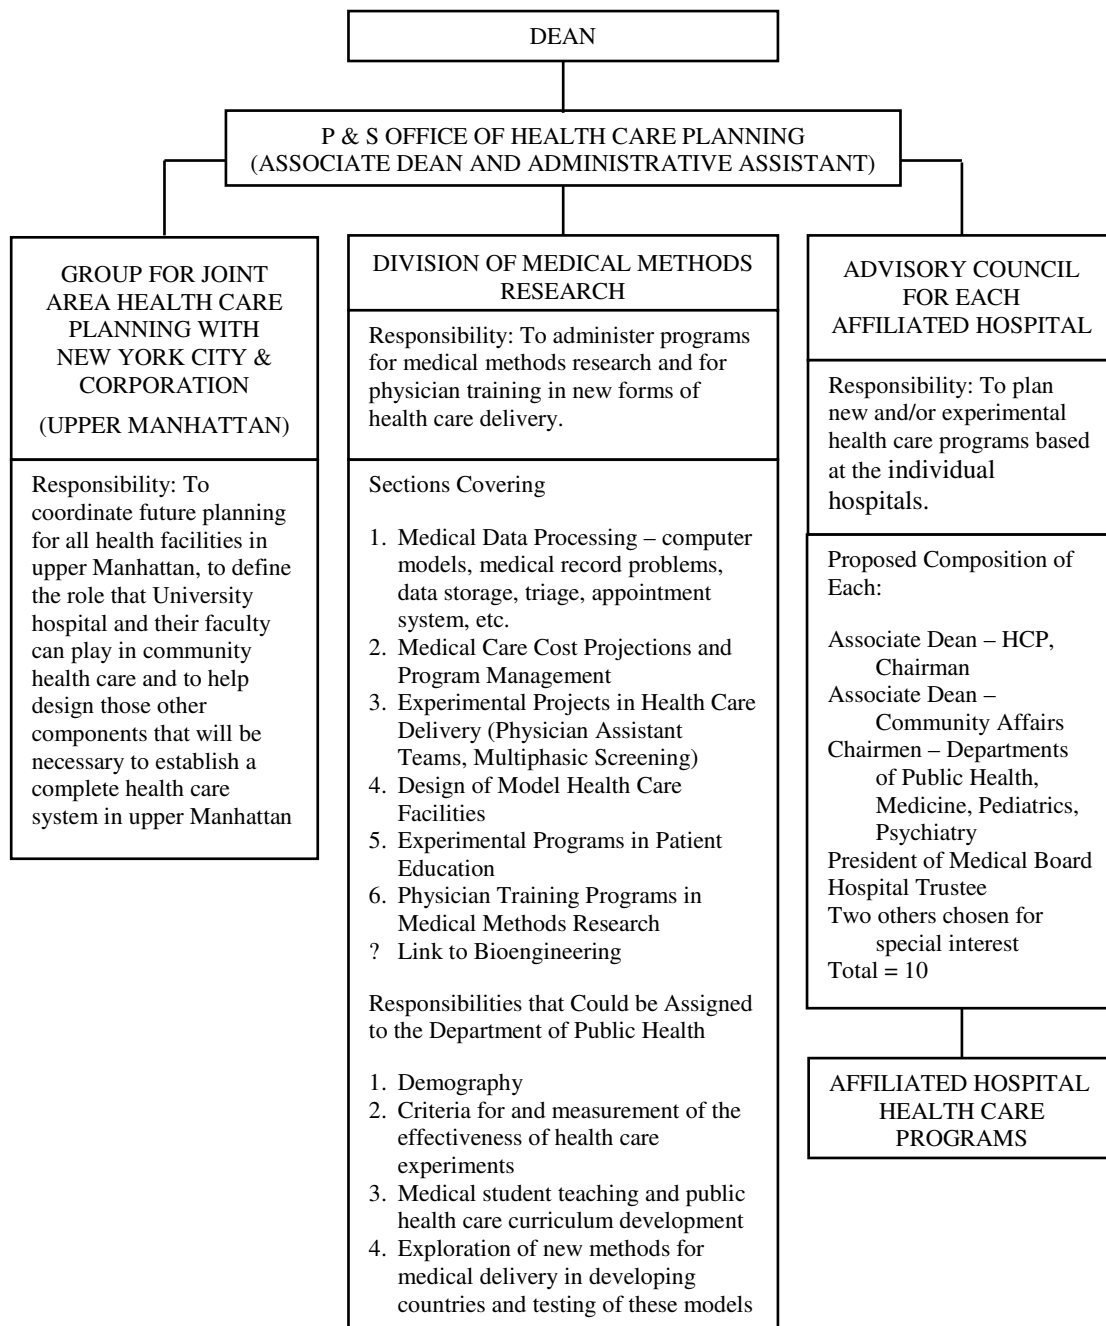 DEAN
P & S OFFICE OF HEALTH CARE PLANNING
(ASSOCIATE DEAN AND ADMINISTRATIVE ASSISTANT)
GROUP FOR JOINT
AREA HEALTH CARE
PLANNING WITH
NEW YORK CITY &
CORPORATION
(UPPER MANHATTAN)
Responsibility: To
coordinate future planning
for all health facilities in
upper Manhattan, to define
the role that University
hospital and their faculty
can play in community
health care and to help
design those other
components that will be
necessary to establish a
complete health care
system in upper Manhattan
DIVISION OF MEDICAL METHODS
RESEARCH
Responsibility: To administer programs
for medical methods research and for
physician training in new forms of
health care delivery.
Sections Covering
1. Medical Data Processing – computer
models, medical record problems,
data storage, triage, appointment
system, etc.
2. Medical Care Cost Projections and
Program Management
3. Experimental Projects in Health Care
Delivery (Physician Assistant
Teams, Multiphasic Screening)
4. Design of Model Health Care
Facilities
5. Experimental Programs in Patient
Education
6. Physician Training Programs in
Medical Methods Research
? Link to Bioengineering
Responsibilities that Could be Assigned
to the Department of Public Health
1. Demography
2. Criteria for and measurement of the
effectiveness of health care
experiments
3. Medical student teaching and public
health care curriculum development
4. Exploration of new methods for
medical delivery in developing
countries and testing of these models
ADVISORY COUNCIL
FOR EACH
AFFILIATED HOSPITAL
Responsibility: To plan
new and/or experimental
health care programs based
at the individual
hospitals.
Proposed Composition of
Each:
Associate Dean – HCP,
Chairman
Associate Dean –
Community Affairs
Chairmen – Departments
of Public Health,
Medicine, Pediatrics,
Psychiatry
President of Medical Board
Hospital Trustee
Two others chosen for
special interest
Total = 10
AFFILIATED HOSPITAL
HEALTH CARE
PROGRAMS